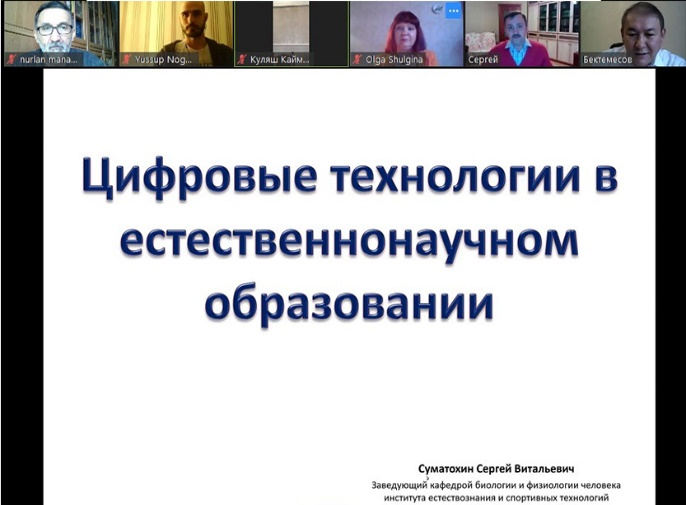 nurlan mana...
Yussup Nog...
Куляш Кайм...
Olga Shulgina
Сергей
Бектемесов
Цифровые технологии в
естественнонаучном
образовании
Суматохин Сергей Витальевич
Заведующий кафедрой биологии и физиологии человека
института естествознания и спортивных технологий